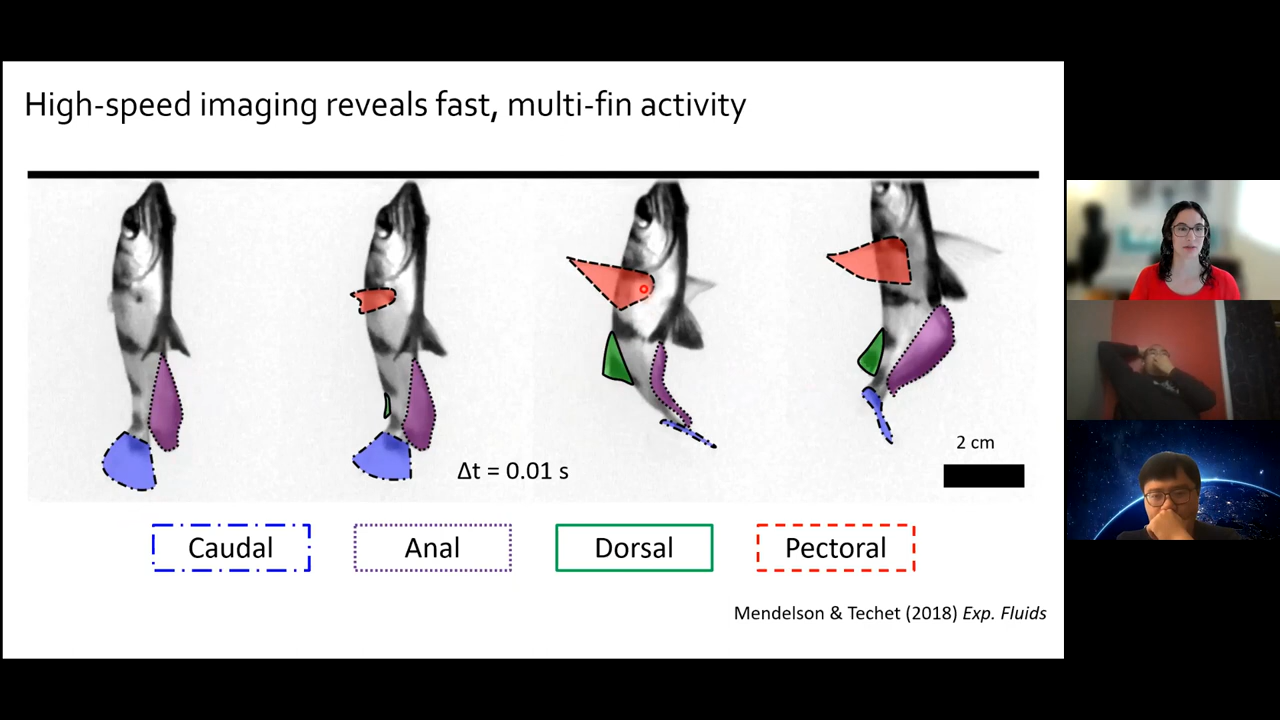 High-speed imaging reveals fast, multi-fin activity
Δt = 0.01 s
2 cm
Caudal
Anal
Dorsal
Pectoral
Mendelson & Techet (2018) Exp. Fluids